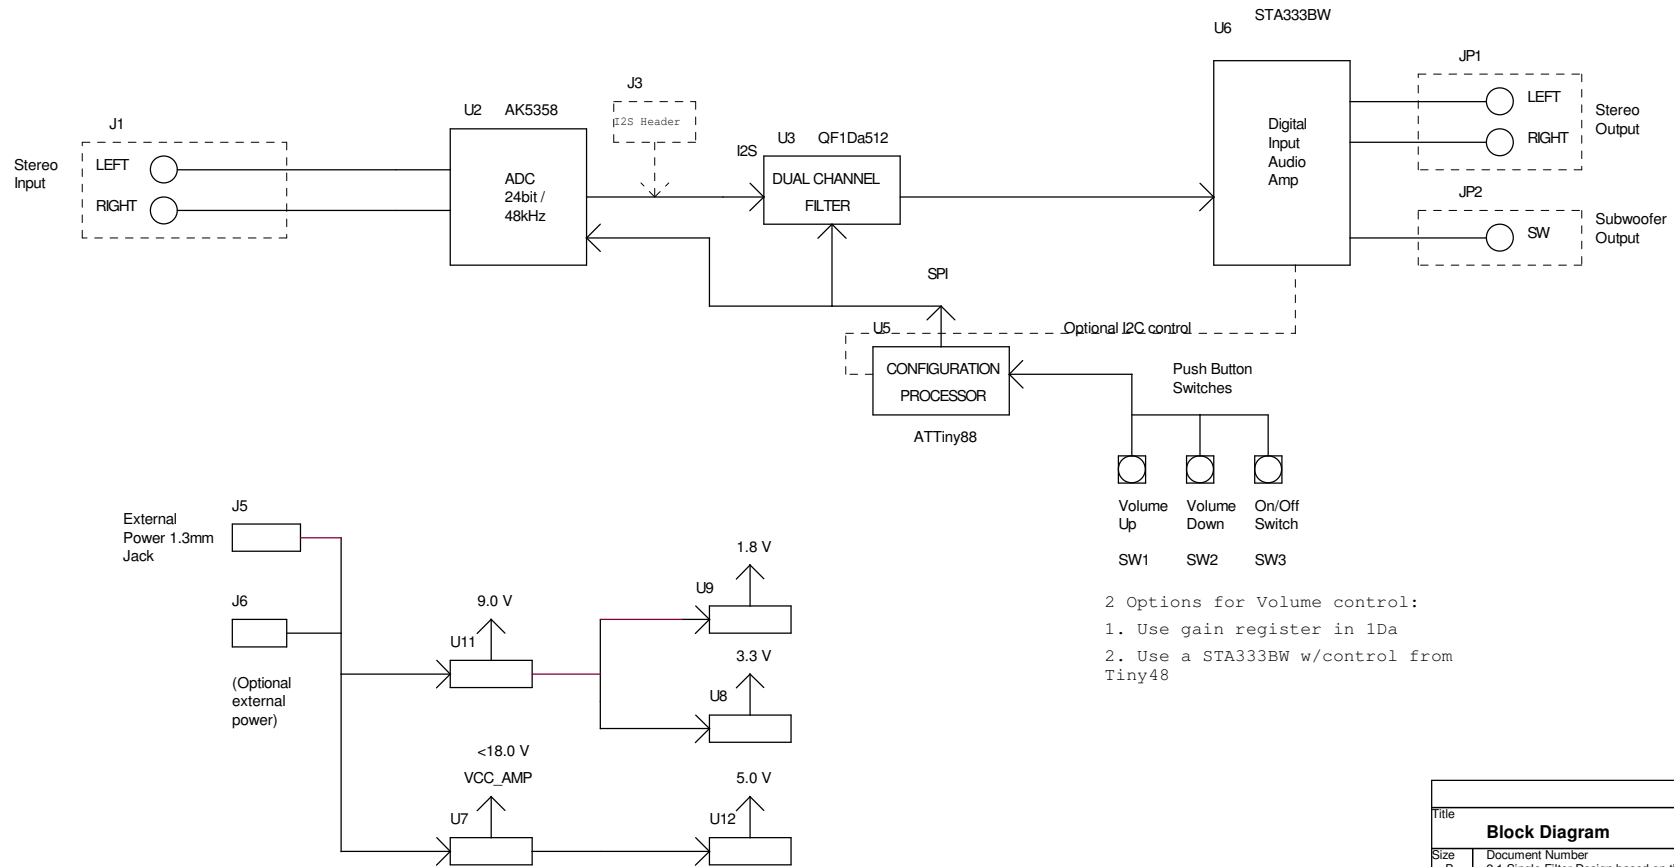 STA333BW
U6
JP1
LEFT
RIGHT
Stereo
Output
JP2
SW
Subwoofer
Output
Digital
Input
Audio
Amp
J3
I2S Header
U2 AK5358
ADC
24bit /
48kHz
J1
LEFT
RIGHT
Stereo
Input
I2S
U3 QF1Da512
DUAL CHANNEL
FILTER
SPI
U5
Optional I2C control
CONFIGURATION
PROCESSOR
ATTiny88
Push Button
Switches
Volume
Up
SW1
Volume
Down
SW2
On/Off
Switch
SW3
2 Options for Volume control:
1. Use gain register in 1Da
2. Use a STA333BW w/control from
Tiny48
J5
External
Power 1.3mm
Jack
J6
(Optional
external
power)
9.0 V
U11
1.8 V
U9
3.3 V
U8
<18.0 V
VCC_AMP
U7
5.0 V
U12
Title
Block Diagram
Size
Document Number